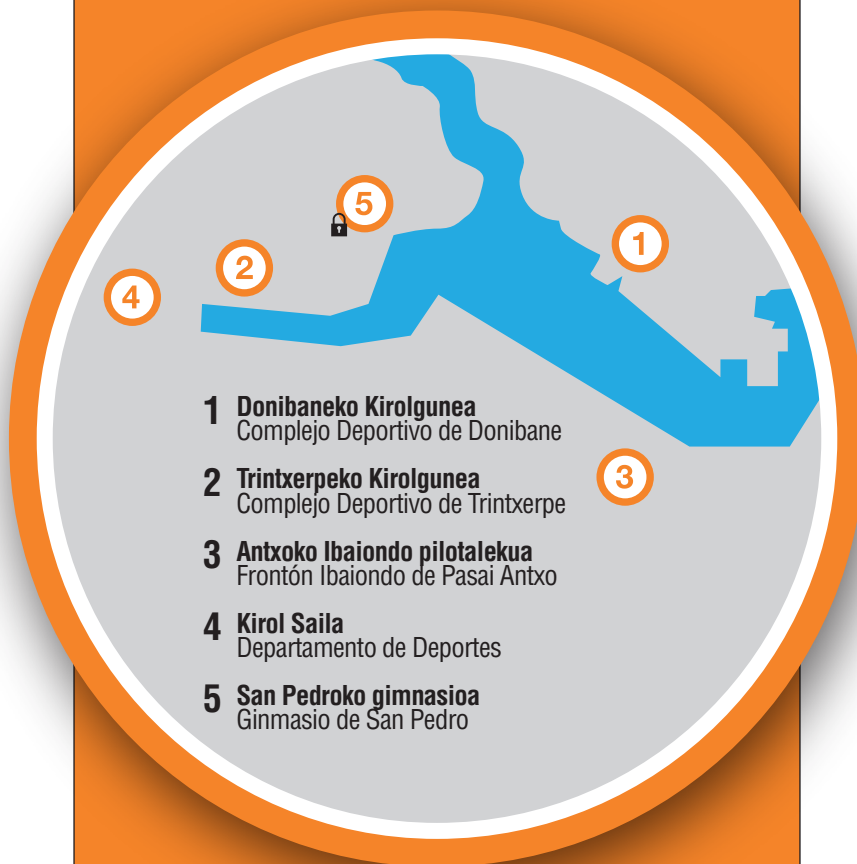 5
1
2
4
1 Donibaneko Kirolgunea
Complejo Deportivo de Donibane
2 Trintxerpeko Kirolgunea
Complejo Deportivo de Trintxerpe
3
3 Antxoko Ibaiondo pilotalekua
Frontón Ibaiondo de Pasai Antxo
4 Kirol Saila
Departamento de Deportes
5 San Pedroko gimnasioa
Ginmasio de San Pedro